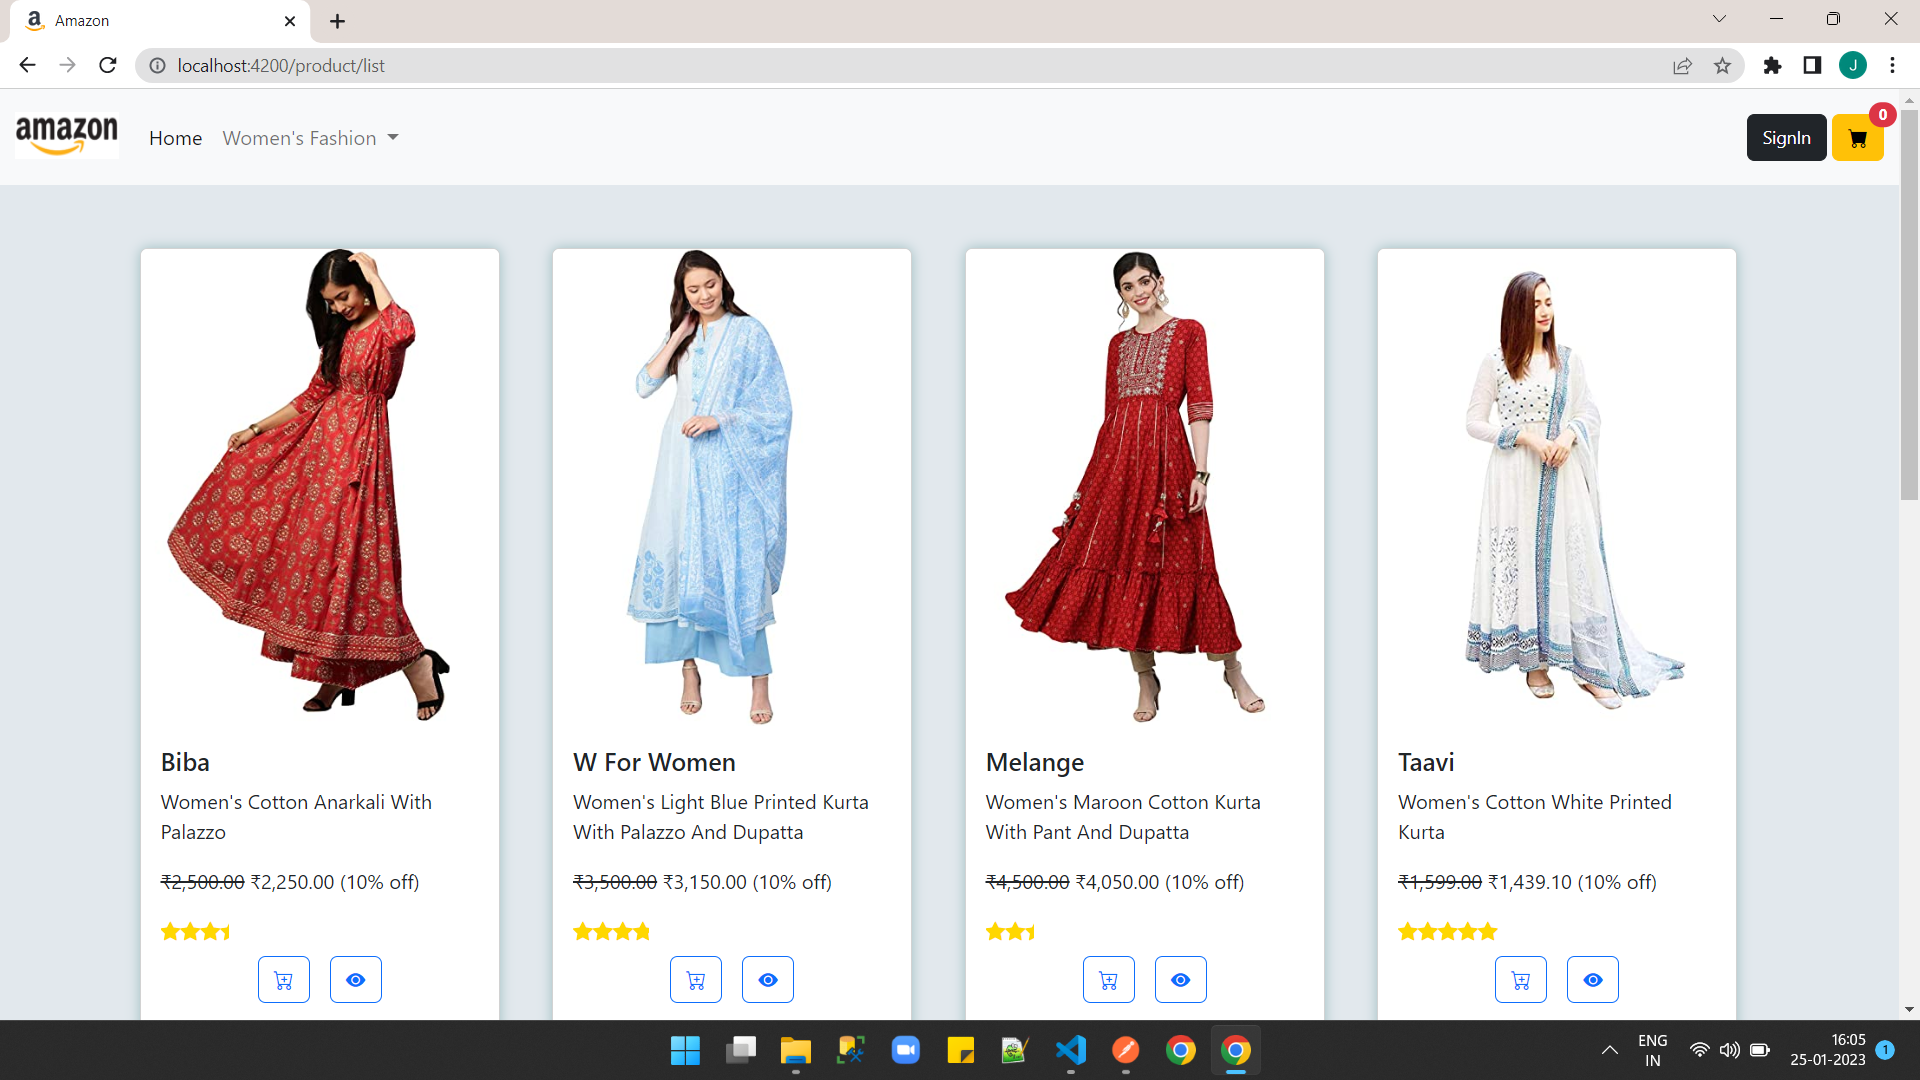 Amazon
localhost:4200/product/list
J
amazon
Home
Women's Fashion
SignIn
0
Biba
Women's Cotton Anarkali With
Palazzo
₹2,500.00 ₹2,250.00 (10% off)
W For Women
Women's Light Blue Printed Kurta
With Palazzo And Dupatta
₹3,500.00 ₹3,150.00 (10% off)
Melange
Women's Maroon Cotton Kurta
With Pant And Dupatta
₹4,500.00 ₹4,050.00 (10% off)
Taavi
Women's Cotton White Printed
Kurta
₹1,599.00 ₹1,439.10 (10% off)
ENG
IN
16:05
25-01-2023
1